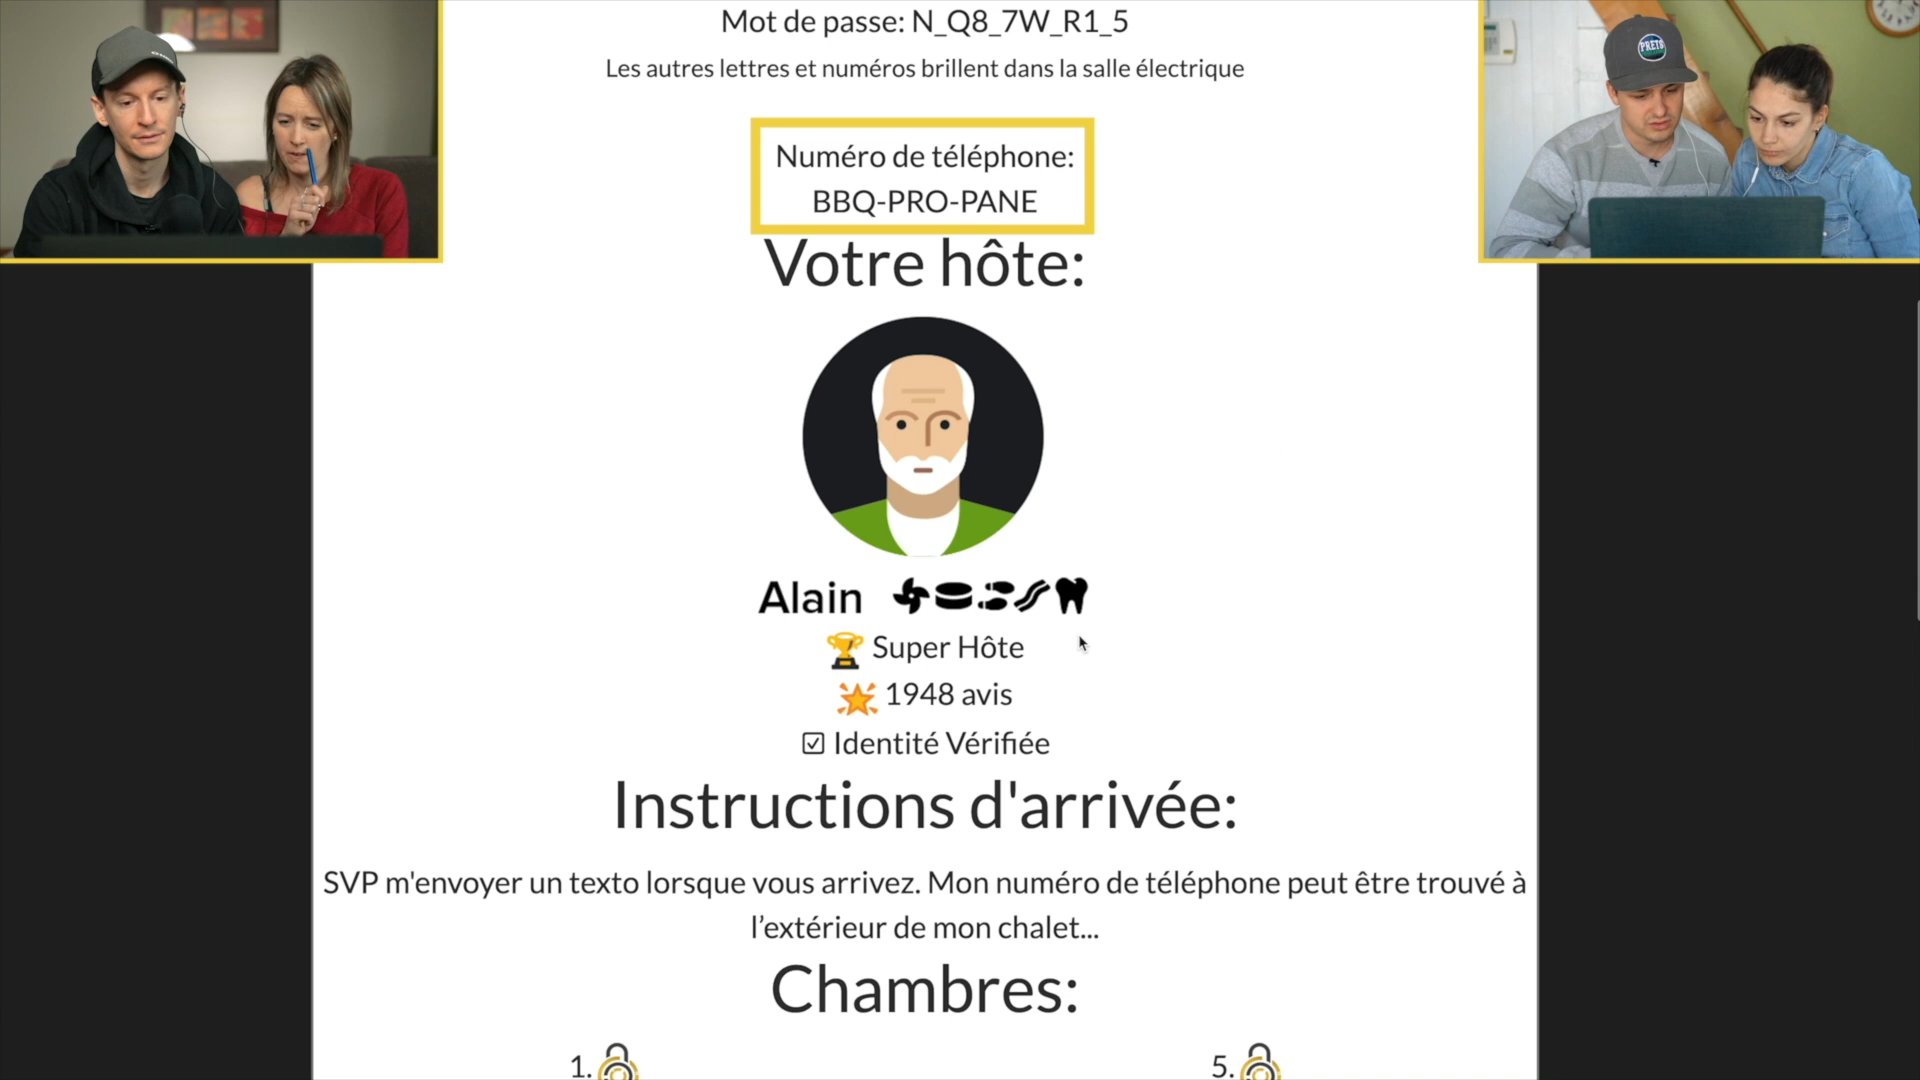 Mot de passe: N_Q8_7W_R1_5
Les autres lettres et numéros brillent dans la salle électrique
Numéro de téléphone:
BBQ-PRO-PANE
Votre hôte:
Alain
Super Hôte
1948 avis
Identité Vérifiée
Instructions d'arrivée:
SVP m'envoyer un texto lorsque vous arrivez. Mon numéro de téléphone peut être trouvé à
l’extérieur de mon chalet...
Chambres:
1.
5.
PRETS